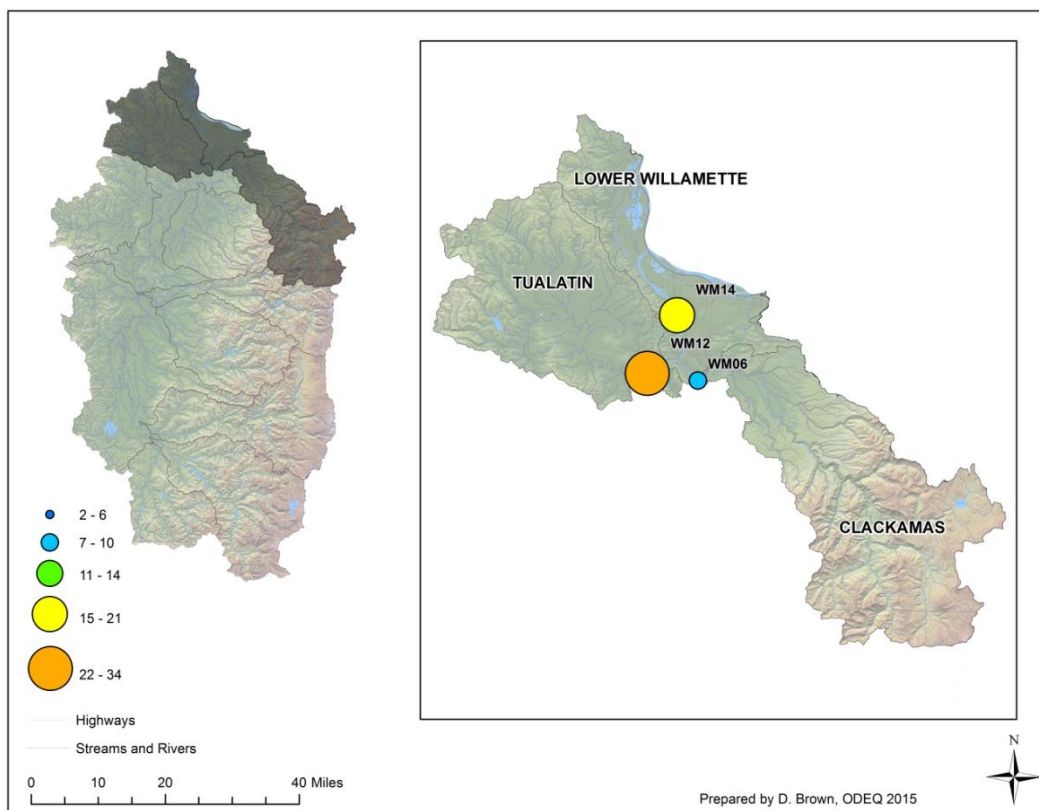 LOWER WILLAMETTE
TUALATIN
WM14
WM12
WM06
CLACKAMAS
2 - 6
7 - 10
11 - 14
15 - 21
22 - 34
Highways
Streams and Rivers
0 10 20 40 Miles
N
Prepared by D. Brown, ODEQ 2015